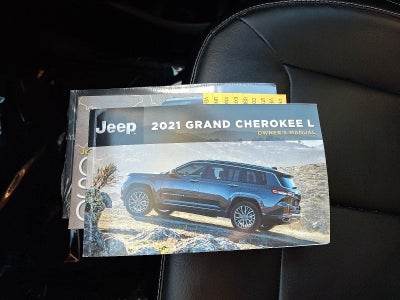 Jeep
2021 GRAND CHEROKEE L
OWNER'S MANUAL